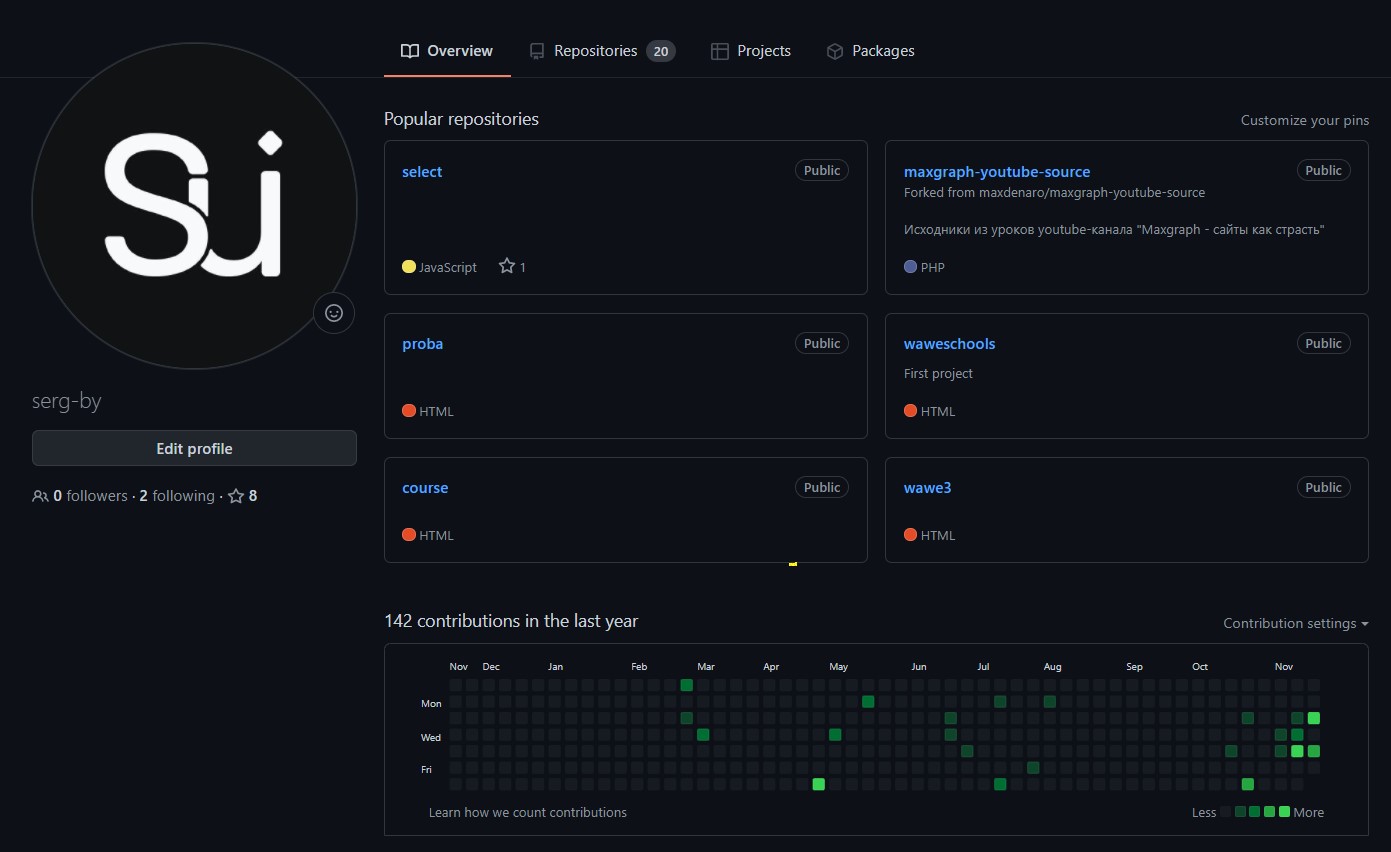 Overview Repositories 20 Projects Packages
Su
serg-by
Edit profile
0 followers · 2 following · 8
Popular repositories
Customize your pins
select Public
JavaScript 1
maxgraph-youtube-source Public
Forked from maxdenaro/maxgraph-youtube-source
Исходники из уроков youtube-канала "Maxgraph - сайты как страсть"
PHP
proba Public
HTML
waweschools Public
First project
HTML
course Public
HTML
wawe3 Public
HTML
142 contributions in the last year
Contribution settings
Nov Dec Jan Feb Mar Apr May Jun Jul Aug Sep Oct Nov
Mon
Wed
Fri
Learn how we count contributions
Less More